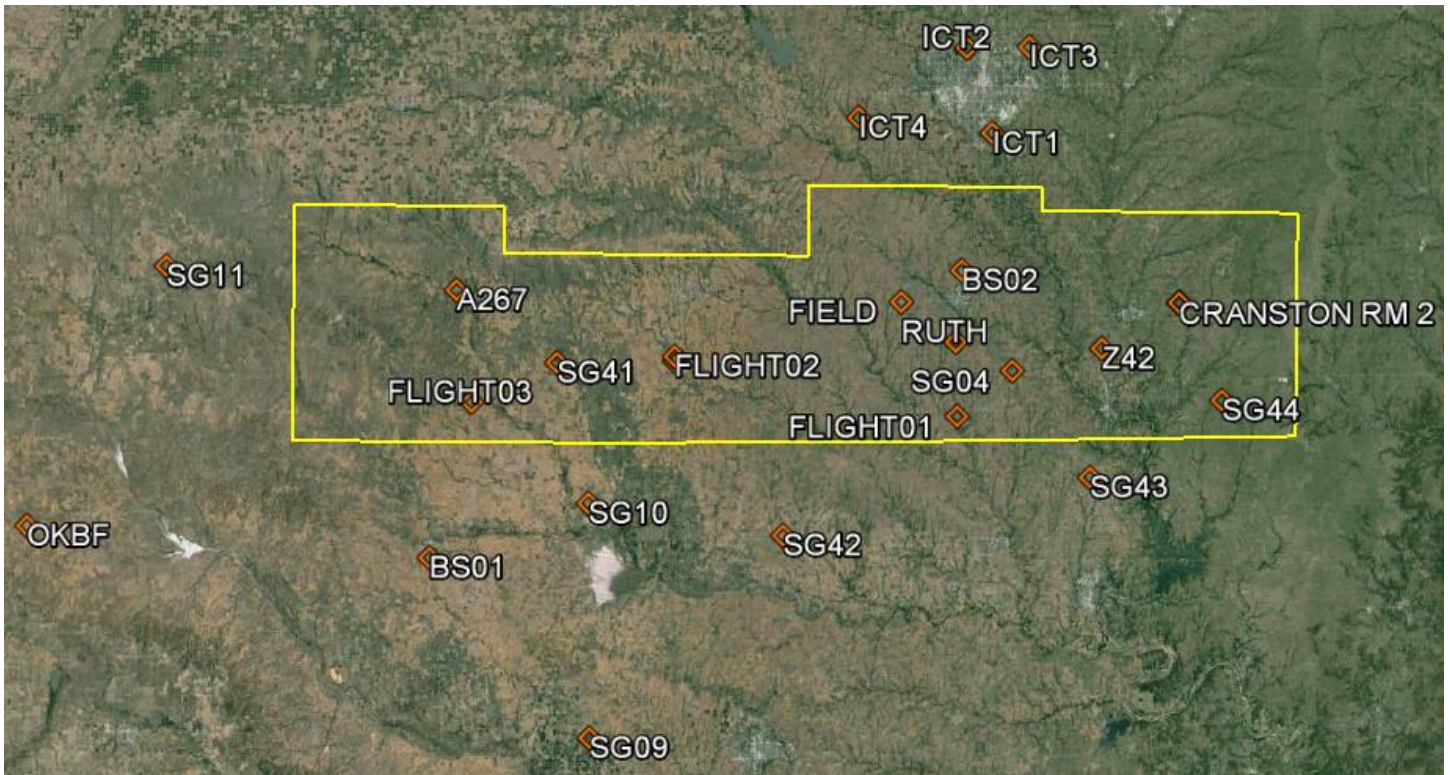 ICT2
ICT3
ICT4
ICT1
SG11
BS02
A267
FIELD
CRANSTON RM 2
RUTH
Z42
SG41
FLIGHT02
SG04
FLIGHT03
SG44
FLIGHT01
SG43
SG10
OKBF
SG42
BS01
SG09